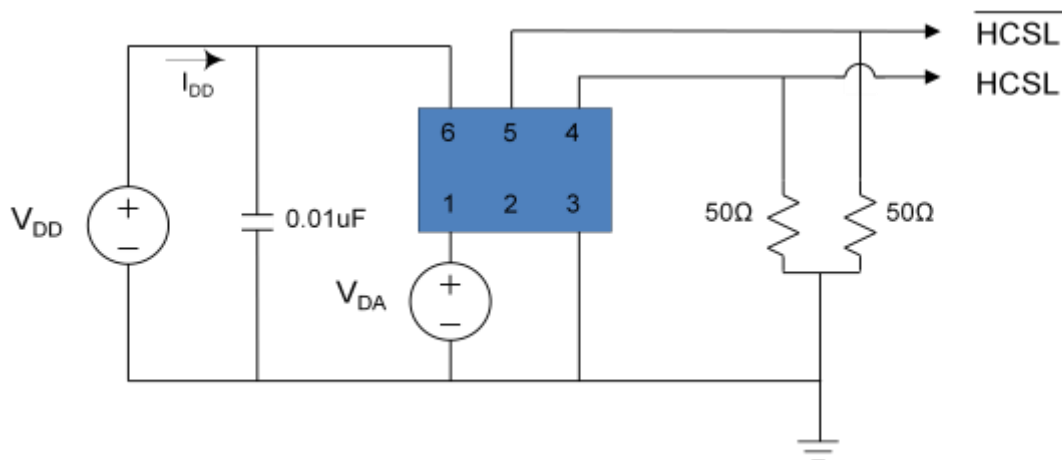 HCSL
HCSL
IDD
6 5 4
1 2 3
VDD
0.01uF
50Ω
50Ω
VDA
+
−
+
−